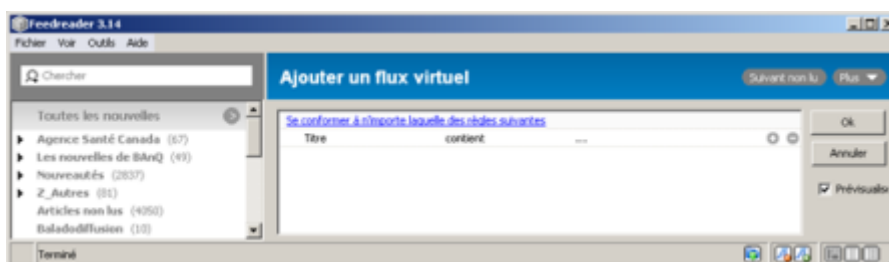 Feedreader 3.14
Fichier Voir Outils Aide
Chercher
Ajouter un flux virtuel
Suivant non lu
Plus
Toutes les nouvelles
Agence Santé Canada (67)
Les nouvelles de BAnQ (49)
Nouveautés (2837)
Z_Autres (81)
Articles non lus (4050)
Baladodiffusion (10)
Se conformer à n'importe laquelle des règles suivantes
Titre contient ....
Ok
Annuler
Prévisualise
Terminé